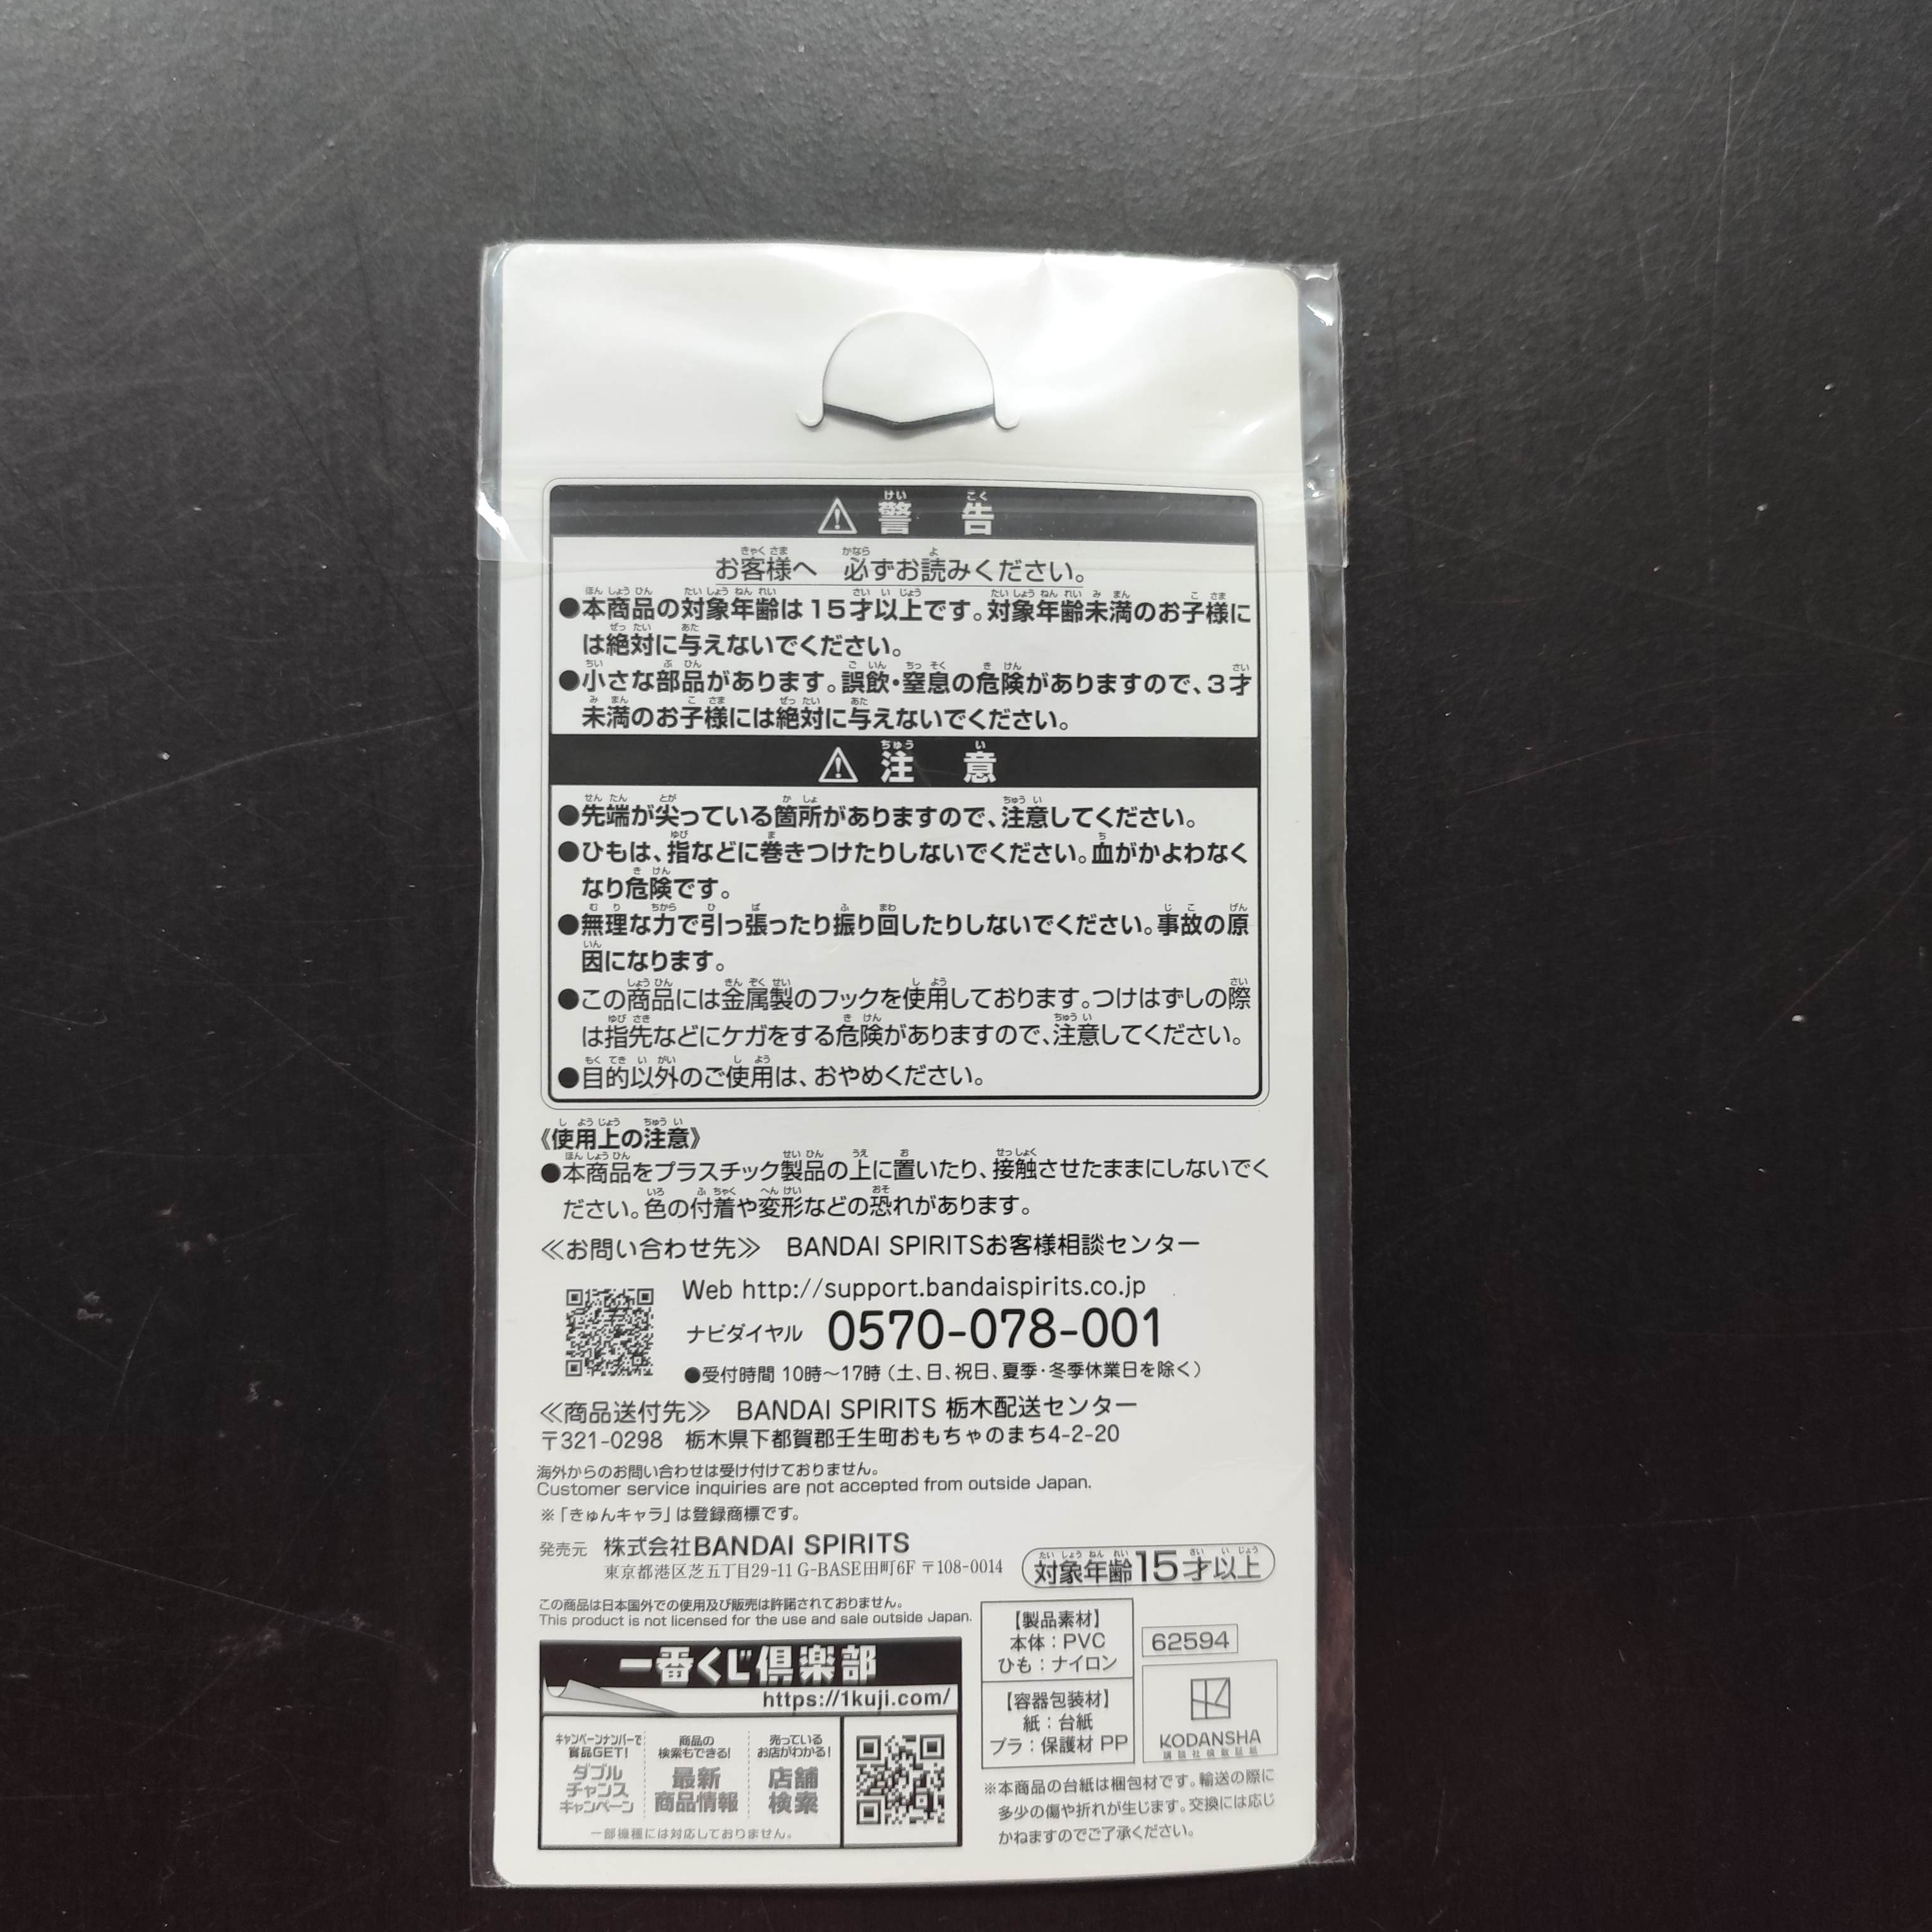 警告
お客様へ 必ずお読みください。
●本商品の対象年齢は15才以上です。対象年齢未満のお子様に
は絶対に与えないでください。
●小さな部品があります。誤飲・窒息の危険がありますので、3才
未満のお子様には絶対に与えないでください。
注意
●先端が尖っている箇所がありますので、注意してください。
●ひもは、指などに巻きつけたりしないでください。血がかよわなく
なり危険です。
●無理な力で引っ張ったり振り回したりしないでください。事故の原
因になります。
●この商品には金属製のフックを使用しております。つけはずしの際
は指先などにケガをする危険がありますので、注意してください。
●目的以外のご使用は、おやめください。
《使用上の注意》
●本商品をプラスチック製品の上に置いたり、接触させたままにしないでく
ださい。色の付着や変形などの恐れがあります。
≪お問い合わせ先≫ BANDAI SPIRITSお客様相談センター
Web http://support.bandaispirits.co.jp
ナビダイヤル 0570-078-001
●受付時間 10時〜17時（土、日、祝日、夏季・冬季休業日を除く）
≪商品送付先≫ BANDAI SPIRITS 栃木配送センター
〒321-0298 栃木県下都賀郡壬生町おもちゃのまち4-2-20
海外からのお問い合わせは受け付けておりません。
Customer service inquiries are not accepted from outside Japan.
※「きゅんキャラ」は登録商標です。
発売元 株式会社BANDAI SPIRITS
東京都港区芝五丁目29-11 G-BASE田町6F 〒108-0014
対象年齢15才以上
この商品は日本国外での使用及び販売は許諾されておりません。
This product is not licensed for the use and sale outside Japan.
一番くじ倶楽部
https://1kuji.com/
キャンペーンナンバーで
賞品GET!
ダブル
チャンス
キャンペーン
商品の
検索もできる!
最新
商品情報
売っている
お店がわかる!
店舗
検索
一部機種には対応しておりません。
【製品素材】
本体：PVC
ひも：ナイロン
【容器包装材】
紙：台紙
プラ：保護材 PP
62594
KODANSHA
講談社検取証紙
※本商品の台紙は梱包材です。輸送の際に
多少の傷や折れが生じます。交換には応じ
かねますのでご了承ください。